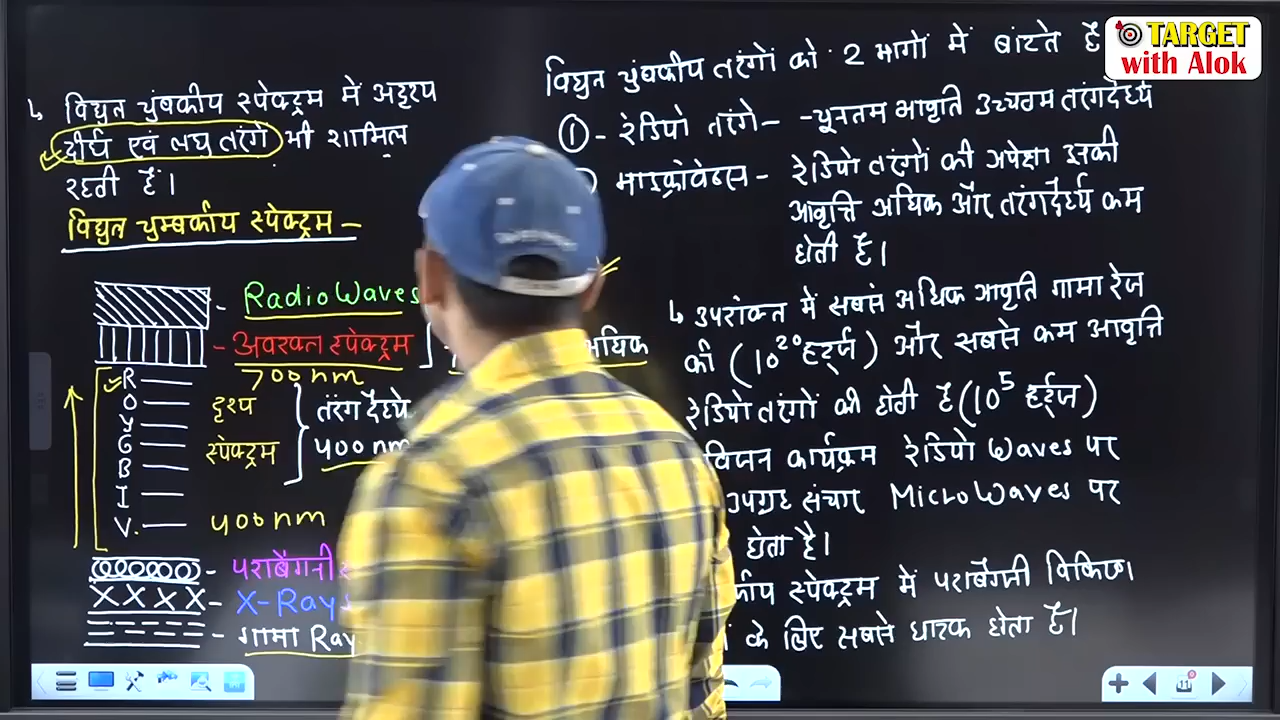 TARGET
with Alok
↳ विद्युत चुंबकीय स्पेक्ट्रम में अदृश्य
दीर्घ एवं लघु तरंगे भी शामिल
रहती हैं।
विद्युत चुम्बकीय स्पेक्ट्रम –
- Radio Waves
- अवरक्त स्पेक्ट्रम
700 nm
R
O
Y
G
B
I
V.
दृश्य
स्पेक्ट्रम
तरंग दैर्ध्य
400 nm
400 nm
- पराबैंगनी
- X-Rays
- गामा Ray
अधिक
विद्युत चुंबकीय तरंगों को 2 भागों में बांटते हैं
① - रेडियो तरंगे - - न्यूनतम आवृति उच्चतम तरंगदैर्ध्य
माइक्रोवेव्स - रेडियो तरंगों की अपेक्षा इनकी
आवृत्ति अधिक और तरंगदैर्ध्य कम
होती हैं।
↳ उपरोक्त में सबसे अधिक आवृति गामा रेज
की (10²⁰ हर्ट्ज) और सबसे कम आवृत्ति
रेडियो तरंगों की होती है (10⁵ हर्ट्ज)
कार्यक्रम रेडियो Waves पर
उपग्रह संचार MicroWaves पर
होता है।
स्पेक्ट्रम में पराबैंगनी विकिरण
के लिए सबसे घातक होता है।